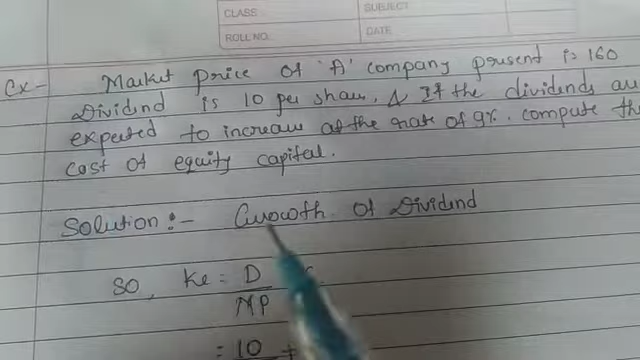 CLASS SUBJECT
ROLL NO. DATE
Ex - Market price of 'A' company present is 160
Dividend is 10 per share, & If the dividends are
expected to increase at the rate of 9%. compute the
cost of equity capital.
Solution :- Growth of Dividend
so, Ke = D
MP
= 10 +